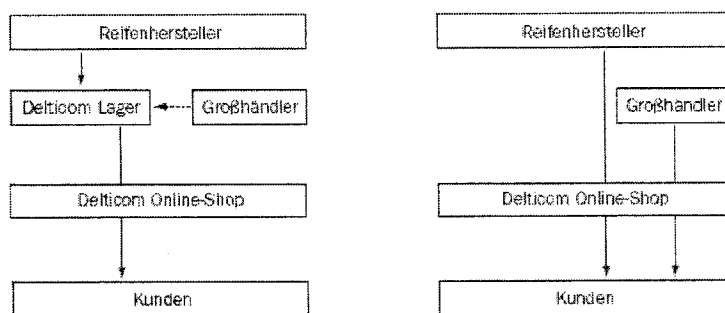 Reifenhersteller
Delticom Lager
Großhändler
Delticom Online-Shop
Kunden
Reifenhersteller
Großhändler
Delticom Online-Shop
Kunden